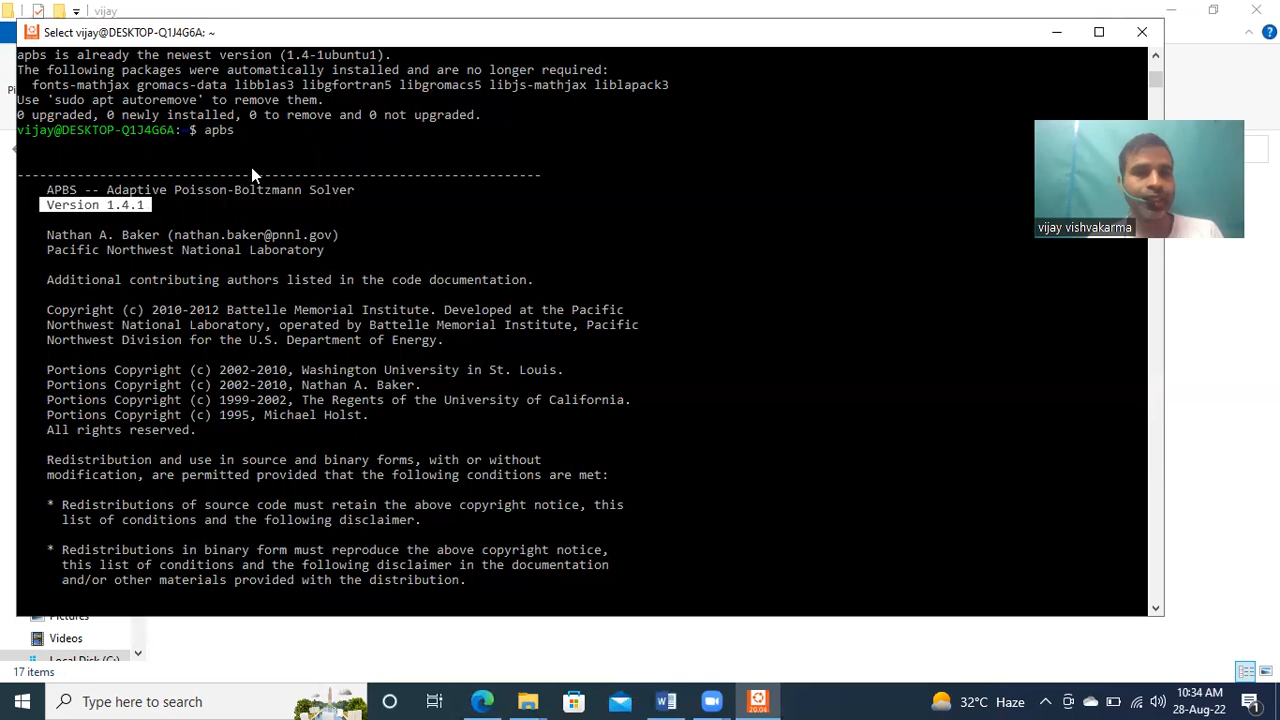 vijay
Select vijay@DESKTOP-Q1J4G6A: ~
apbs is already the newest version (1.4-1ubuntu1).
The following packages were automatically installed and are no longer required:
fonts-mathjax gromacs-data libblas3 libgfortran5 libgromacs5 libjs-mathjax liblapack3
Use 'sudo apt autoremove' to remove them.
0 upgraded, 0 newly installed, 0 to remove and 0 not upgraded.
vijay@DESKTOP-Q1J4G6A:~$ apbs
----------------------------------------------------------------------
APBS -- Adaptive Poisson-Boltzmann Solver
Version 1.4.1
Nathan A. Baker (nathan.baker@pnnl.gov)
Pacific Northwest National Laboratory
Additional contributing authors listed in the code documentation.
Copyright (c) 2010-2012 Battelle Memorial Institute. Developed at the Pacific
Northwest National Laboratory, operated by Battelle Memorial Institute, Pacific
Northwest Division for the U.S. Department of Energy.
Portions Copyright (c) 2002-2010, Washington University in St. Louis.
Portions Copyright (c) 2002-2010, Nathan A. Baker.
Portions Copyright (c) 1999-2002, The Regents of the University of California.
Portions Copyright (c) 1995, Michael Holst.
All rights reserved.
Redistribution and use in source and binary forms, with or without
modification, are permitted provided that the following conditions are met:
* Redistributions of source code must retain the above copyright notice, this
list of conditions and the following disclaimer.
* Redistributions in binary form must reproduce the above copyright notice,
this list of conditions and the following disclaimer in the documentation
and/or other materials provided with the distribution.
vijay vishvakarma
Pictures
Videos
Local Disk (C:)
17 items
Type here to search
20.04
32°C Haze
10:34 AM
28-Aug-22
1